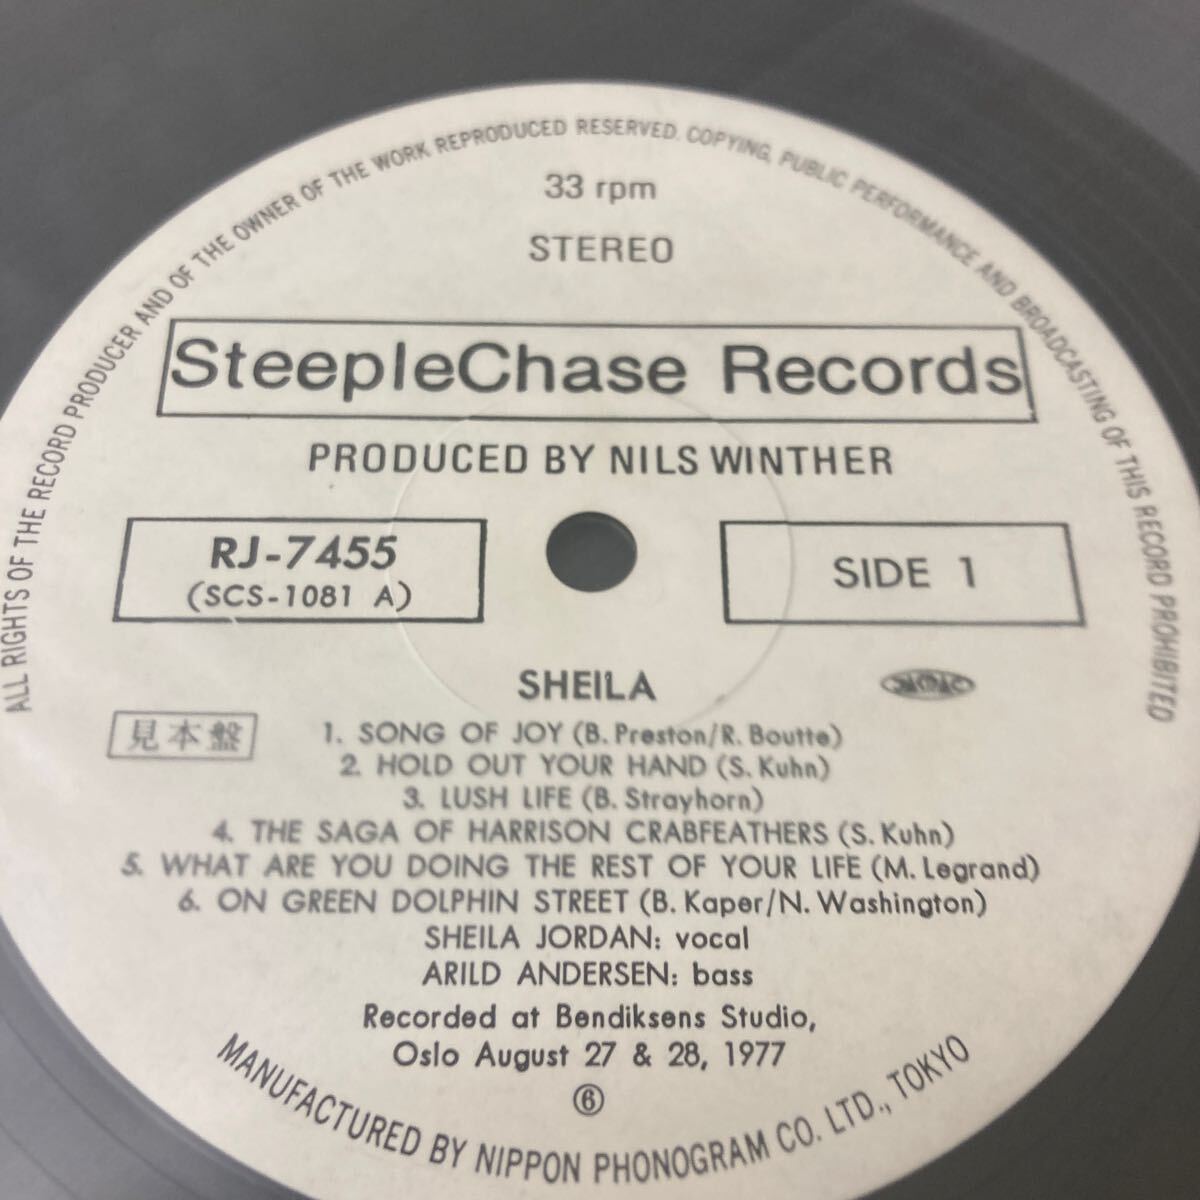 ALL RIGHTS OF THE RECORD PRODUCER AND OF THE OWNER OF THE WORK REPRODUCED RESERVED. COPYING, PUBLIC PERFORMANCE AND BROADCASTING OF THIS RECORD PROHIBITED
33 rpm
STEREO
SteepleChase Records
PRODUCED BY NILS WINTHER
RJ-7455
(SCS-1081 A)
SIDE 1
SHEILA
見本盤
1. SONG OF JOY (B. Preston/R. Boutte)
2. HOLD OUT YOUR HAND (S. Kuhn)
3. LUSH LIFE (B. Strayhorn)
4. THE SAGA OF HARRISON CRABFEATHERS (S. Kuhn)
5. WHAT ARE YOU DOING THE REST OF YOUR LIFE (M. Legrand)
6. ON GREEN DOLPHIN STREET (B. Kaper/N. Washington)
SHEILA JORDAN: vocal
ARILD ANDERSEN: bass
Recorded at Bendiksens Studio,
Oslo August 27 & 28, 1977
⑥
MANUFACTURED BY NIPPON PHONOGRAM CO. LTD., TOKYO